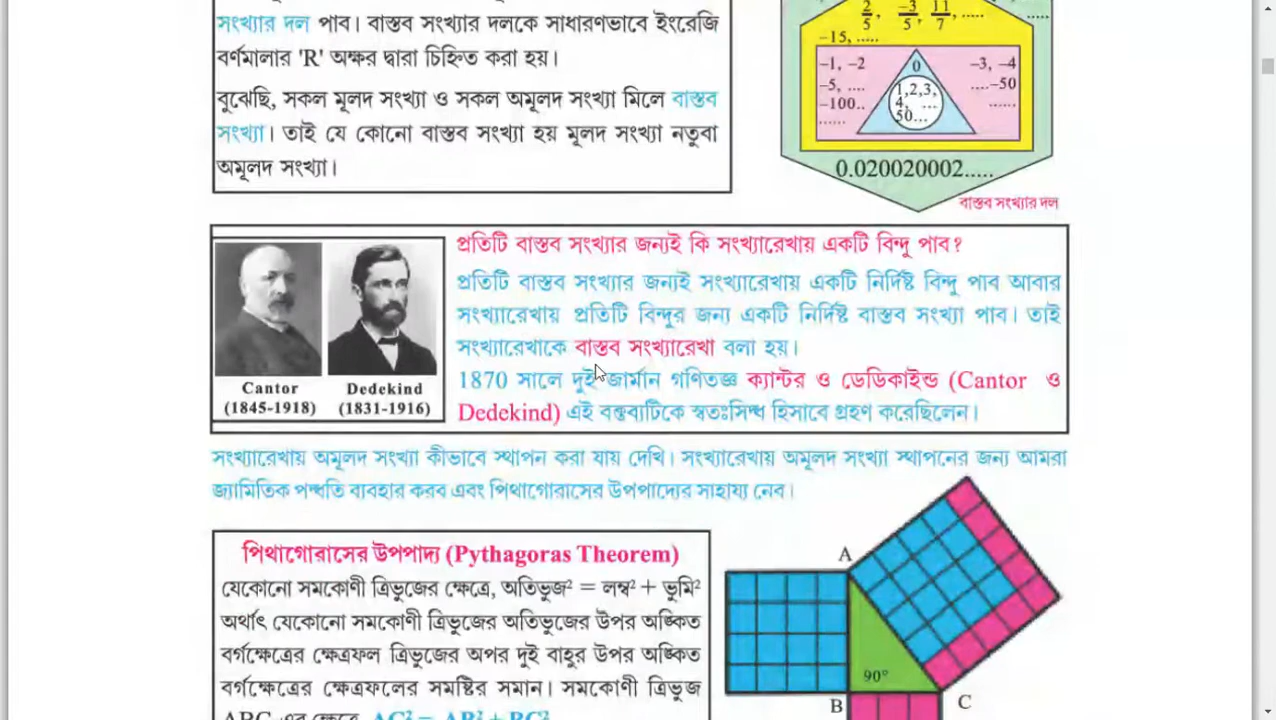 সংখ্যার দল পাব। বাস্তব সংখ্যার দলকে সাধারণভাবে ইংরেজি
বর্ণমালার 'R' অক্ষর দ্বারা চিহ্নিত করা হয়।
বুঝেছি, সকল মূলদ সংখ্যা ও সকল অমূলদ সংখ্যা মিলে বাস্তব
সংখ্যা। তাই যে কোনো বাস্তব সংখ্যা হয় মূলদ সংখ্যা নতুবা
অমূলদ সংখ্যা।
2/5, -3/5, 11/7, .....
.....
-15, .....
-1, -2
-5, ....
-100..
......
0
1,2,3,
4, ...
50...
-3, -4
....-50
......
0.020020002.....
বাস্তব সংখ্যার দল
Cantor
(1845-1918)
Dedekind
(1831-1916)
প্রতিটি বাস্তব সংখ্যার জন্যই কি সংখ্যারেখায় একটি বিন্দু পাব?
প্রতিটি বাস্তব সংখ্যার জন্যই সংখ্যারেখায় একটি নির্দিষ্ট বিন্দু পাব আবার
সংখ্যারেখায় প্রতিটি বিন্দুর জন্য একটি নির্দিষ্ট বাস্তব সংখ্যা পাব। তাই
সংখ্যারেখাকে বাস্তব সংখ্যারেখা বলা হয়।
1870 সালে দুই জার্মান গণিতজ্ঞ ক্যান্টর ও ডেডিকাইন্ড (Cantor ও
Dedekind) এই বক্তব্যটিকে স্বতঃসিদ্ধ হিসাবে গ্রহণ করেছিলেন।
সংখ্যারেখায় অমূলদ সংখ্যা কীভাবে স্থাপন করা যায় দেখি। সংখ্যারেখায় অমূলদ সংখ্যা স্থাপনের জন্য আমরা
জ্যামিতিক পদ্ধতি ব্যবহার করব এবং পিথাগোরাসের উপপাদ্যের সাহায্য নেব।
পিথাগোরাসের উপপাদ্য (Pythagoras Theorem)
যেকোনো সমকোণী ত্রিভুজের ক্ষেত্রে, অতিভুজ² = লম্ব² + ভূমি²
অর্থাৎ যেকোনো সমকোণী ত্রিভুজের অতিভুজের উপর অঙ্কিত
বর্গক্ষেত্রের ক্ষেত্রফল ত্রিভুজের অপর দুই বাহুর উপর অঙ্কিত
বর্গক্ষেত্রের ক্ষেত্রফলের সমষ্টির সমান। সমকোণী ত্রিভুজ
ABC-এর ক্ষেত্রে, AC² = AB² + BC²
A
90°
B
C